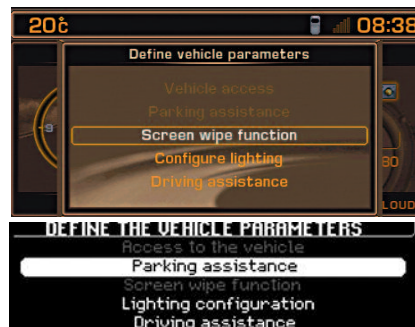 20c̊ 08:38
Define vehicle parameters
Vehicle access
Parking assistance
Screen wipe function
Configure lighting
Driving assistance
-9
80
LOUD
DEFINE THE VEHICLE PARAMETERS
Access to the vehicle
Parking assistance
Screen wipe function
Lighting configuration
Driving assistance